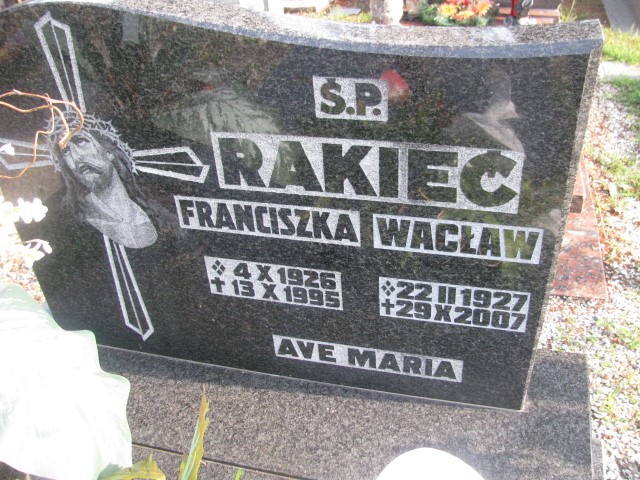 Ś.P.
RAKIEC
FRANCISZKA WACŁAW
4 X 1926 22 II 1927
+ 13 X 1995 + 29 X 2007
AVE MARIA